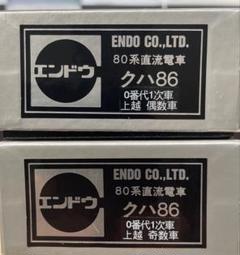 エンドウ
ENDO CO.,LTD.
80系直流電車
クハ86
0番代1次車
上越 偶数車
エンドウ
ENDO CO.,LTD.
80系直流電車
クハ86
0番代1次車
上越 奇数車